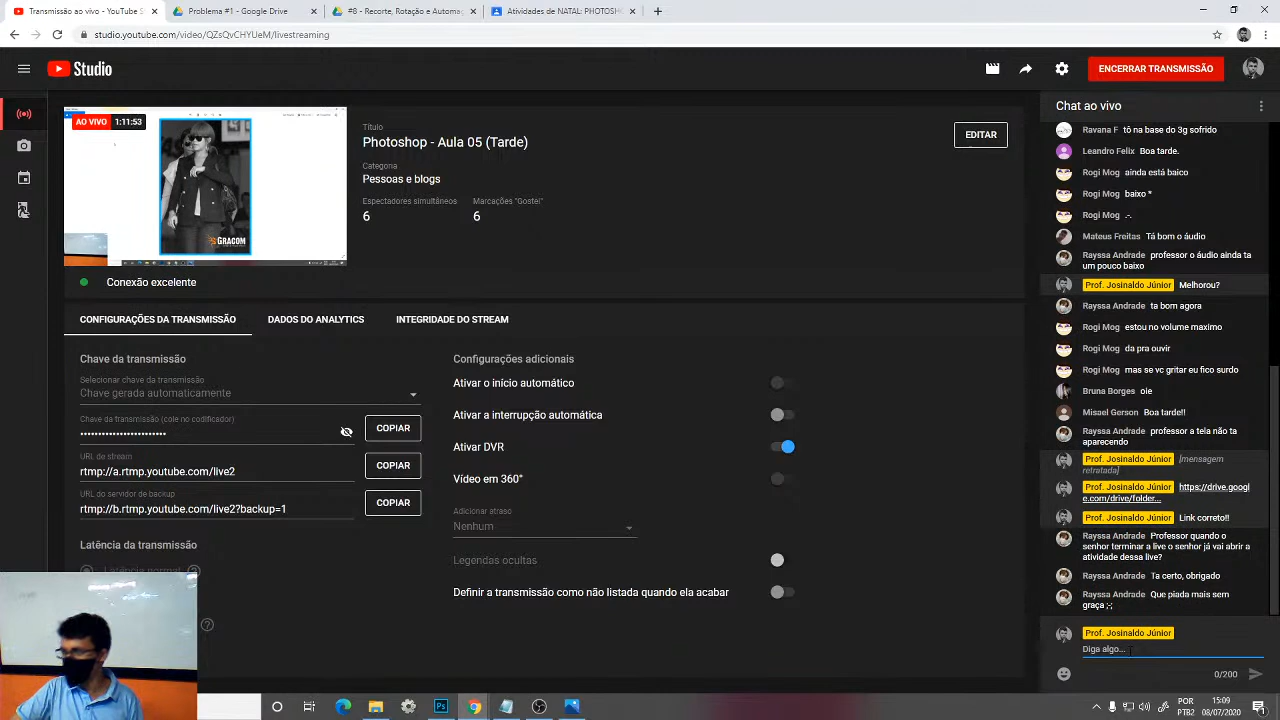 Transmissão ao vivo - YouTube S
Problema #1 - Google Drive
#8 - Recorte, Rotação e Automaç
Atividades de NATAL: PHOTOSH
studio.youtube.com/video/QZsQvCHYUeM/livestreaming
Studio
ENCERRAR TRANSMISSÃO
AO VIVO 1:11:53
GRACOM
Título
Photoshop - Aula 05 (Tarde)
EDITAR
Categoria
Pessoas e blogs
Espectadores simultâneos
Marcações "Gostei"
6
6
Conexão excelente
CONFIGURAÇÕES DA TRANSMISSÃO
DADOS DO ANALYTICS
INTEGRIDADE DO STREAM
Chave da transmissão
Selecionar chave da transmissão
Chave gerada automaticamente
Chave da transmissão (cole no codificador)
COPIAR
URL do stream
rtmp://a.rtmp.youtube.com/live2
COPIAR
URL do servidor de backup
rtmp://b.rtmp.youtube.com/live2?backup=1
COPIAR
Latência da transmissão
Latência normal
Configurações adicionais
Ativar o início automático
Ativar a interrupção automática
Ativar DVR
Vídeo em 360°
Adicionar atraso
Nenhum
Legendas ocultas
Definir a transmissão como não listada quando ela acabar
Chat ao vivo
Ravana F tô na base do 3g sofrido
Leandro Felix Boa tarde.
Rogi Mog ainda está baico
Rogi Mog baixo *
Rogi Mog -.-
Mateus Freitas Tá bom o áudio
Rayssa Andrade professor o áudio ainda ta
um pouco baixo
Prof. Josinaldo Júnior Melhorou?
Rayssa Andrade ta bom agora
Rogi Mog estou no volume maximo
Rogi Mog da pra ouvir
Rogi Mog mas se vc gritar eu fico surdo
Bruna Borges oie
Misael Gerson Boa tarde!!
Rayssa Andrade professor a tela não ta
aparecendo
Prof. Josinaldo Júnior [mensagem
retratada]
Prof. Josinaldo Júnior https://drive.googl
e.com/drive/folder...
Prof. Josinaldo Júnior Link correto!!
Rayssa Andrade Professor quando o
senhor terminar a live o senhor já vai abrir a
atividade dessa live?
Rayssa Andrade Ta certo, obrigado
Rayssa Andrade Que piada mais sem
graça ;-;
Prof. Josinaldo Júnior
Diga algo...
0/200
Ps
POR
PTB2
15:09
08/07/2020